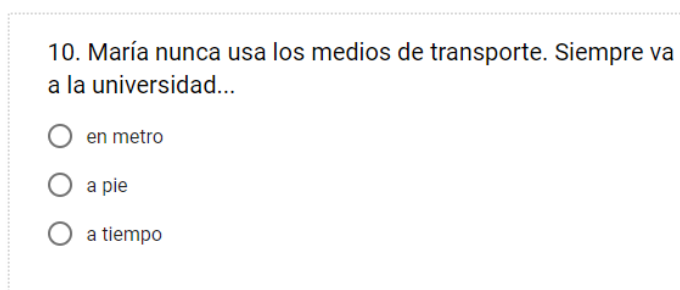 10. María nunca usa los medios de transporte. Siempre va
a la universidad...
en metro
a pie
a tiempo